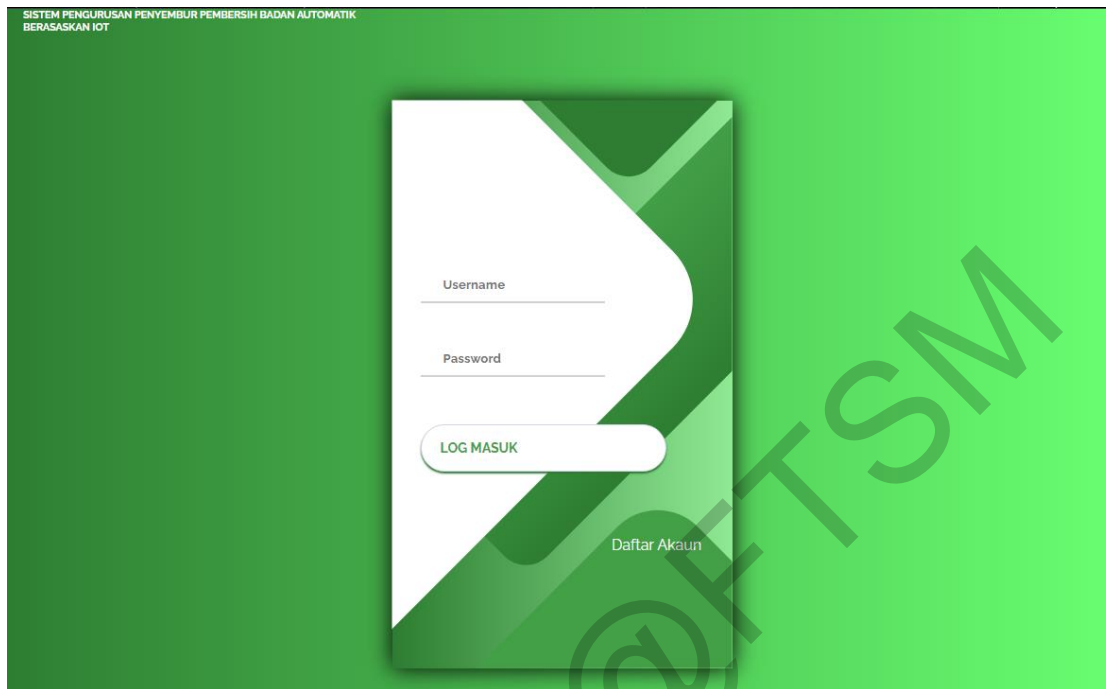 SISTEM PENGURUSAN PENYEMBUR PEMBERSIH BADAN AUTOMATIK
BERASASKAN IOT
Username
Password
LOG MASUK
Daftar Akaun
@FTSM